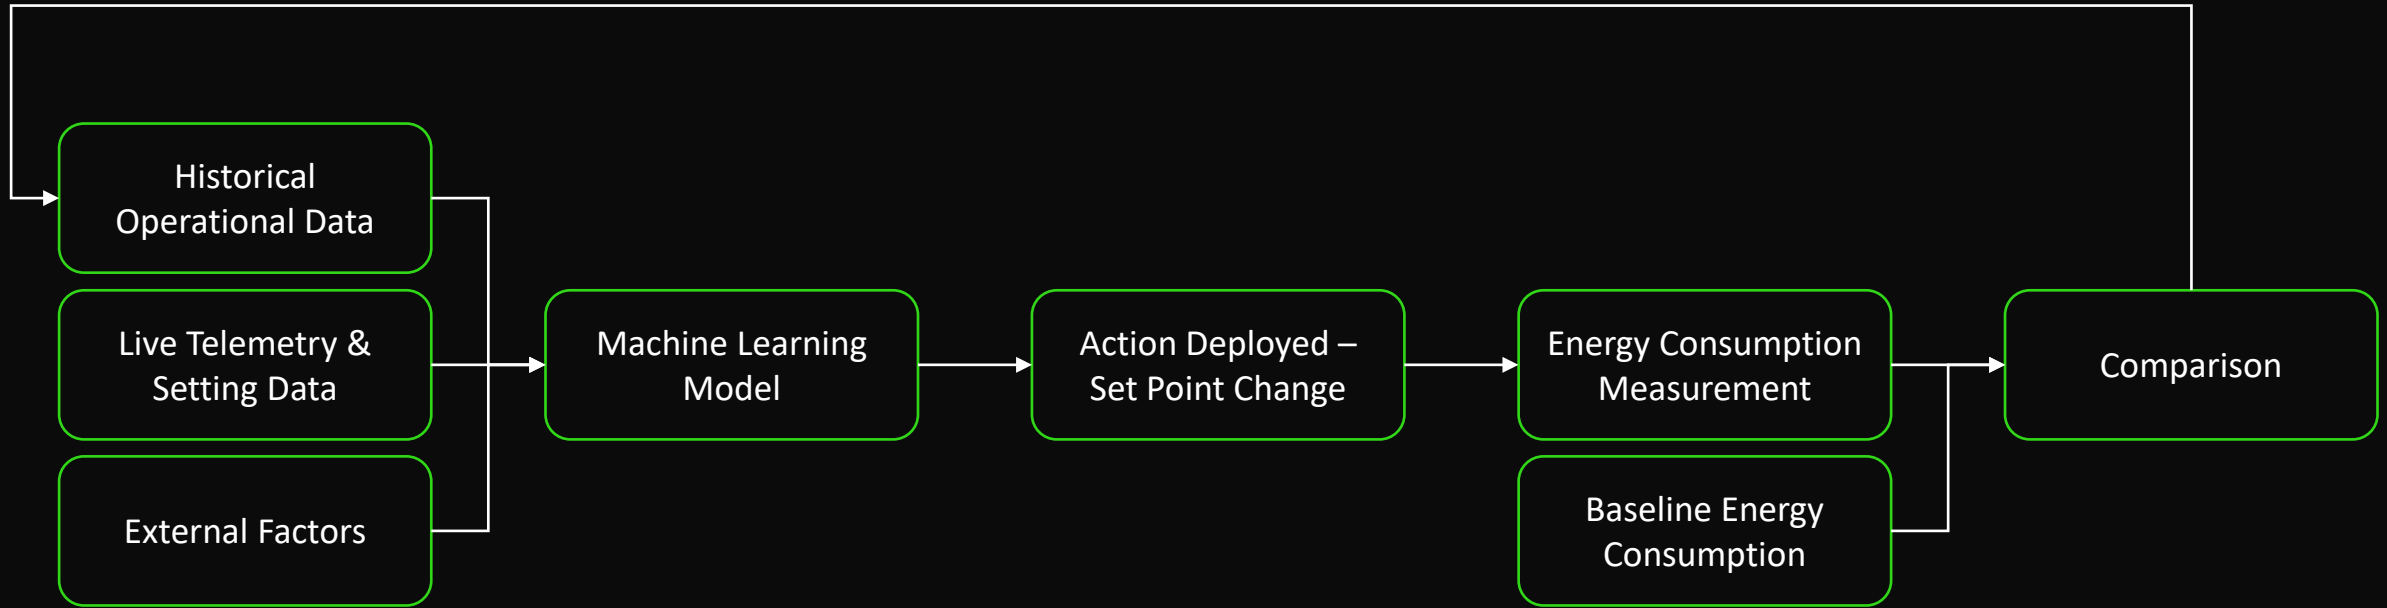 Historical
Operational Data
Live Telemetry &
Setting Data
External Factors
Machine Learning
Model
Action Deployed –
Set Point Change
Energy Consumption
Measurement
Baseline Energy
Consumption
Comparison